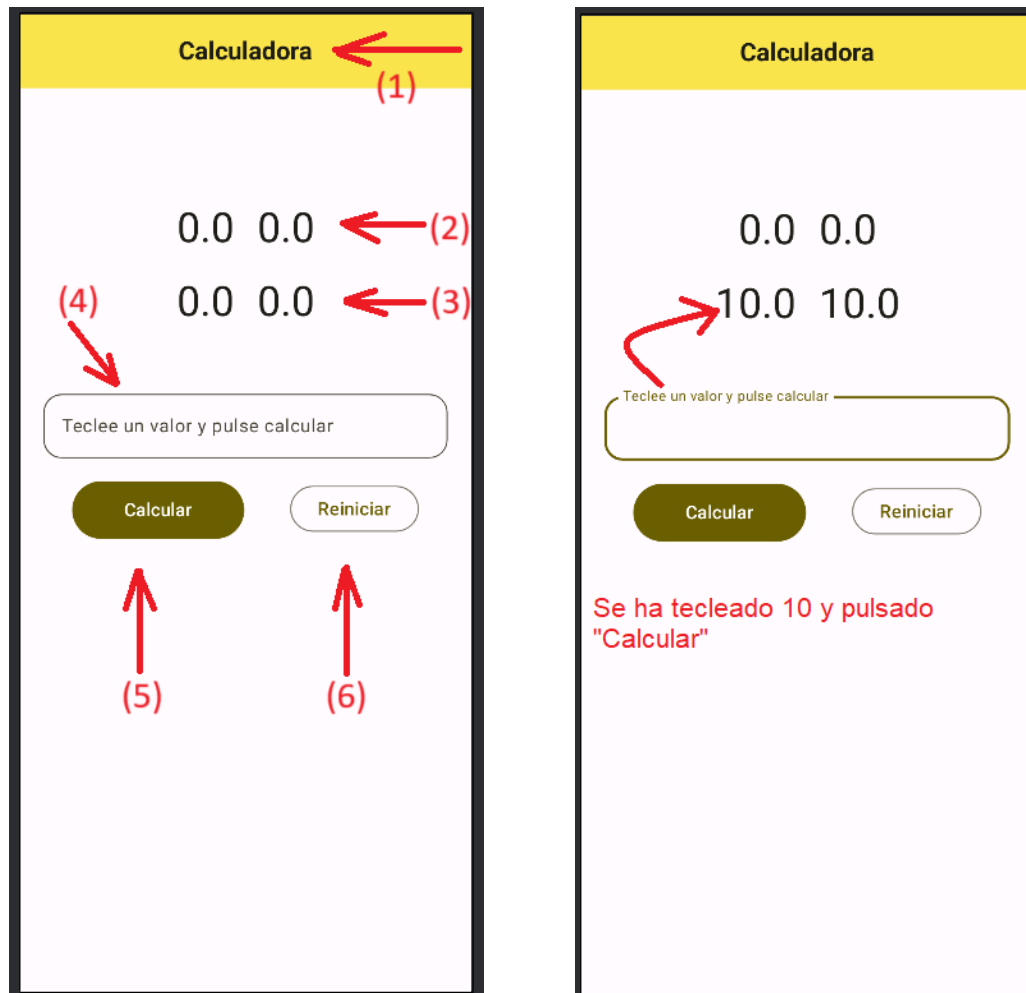 Calculadora
(1)
0.0 0.0
(2)
0.0 0.0
(3)
(4)
Teclee un valor y pulse calcular
Calcular
Reiniciar
(5)
(6)
Calculadora
0.0 0.0
10.0 10.0
Teclee un valor y pulse calcular
Calcular
Reiniciar
Se ha tecleado 10 y pulsado
"Calcular"